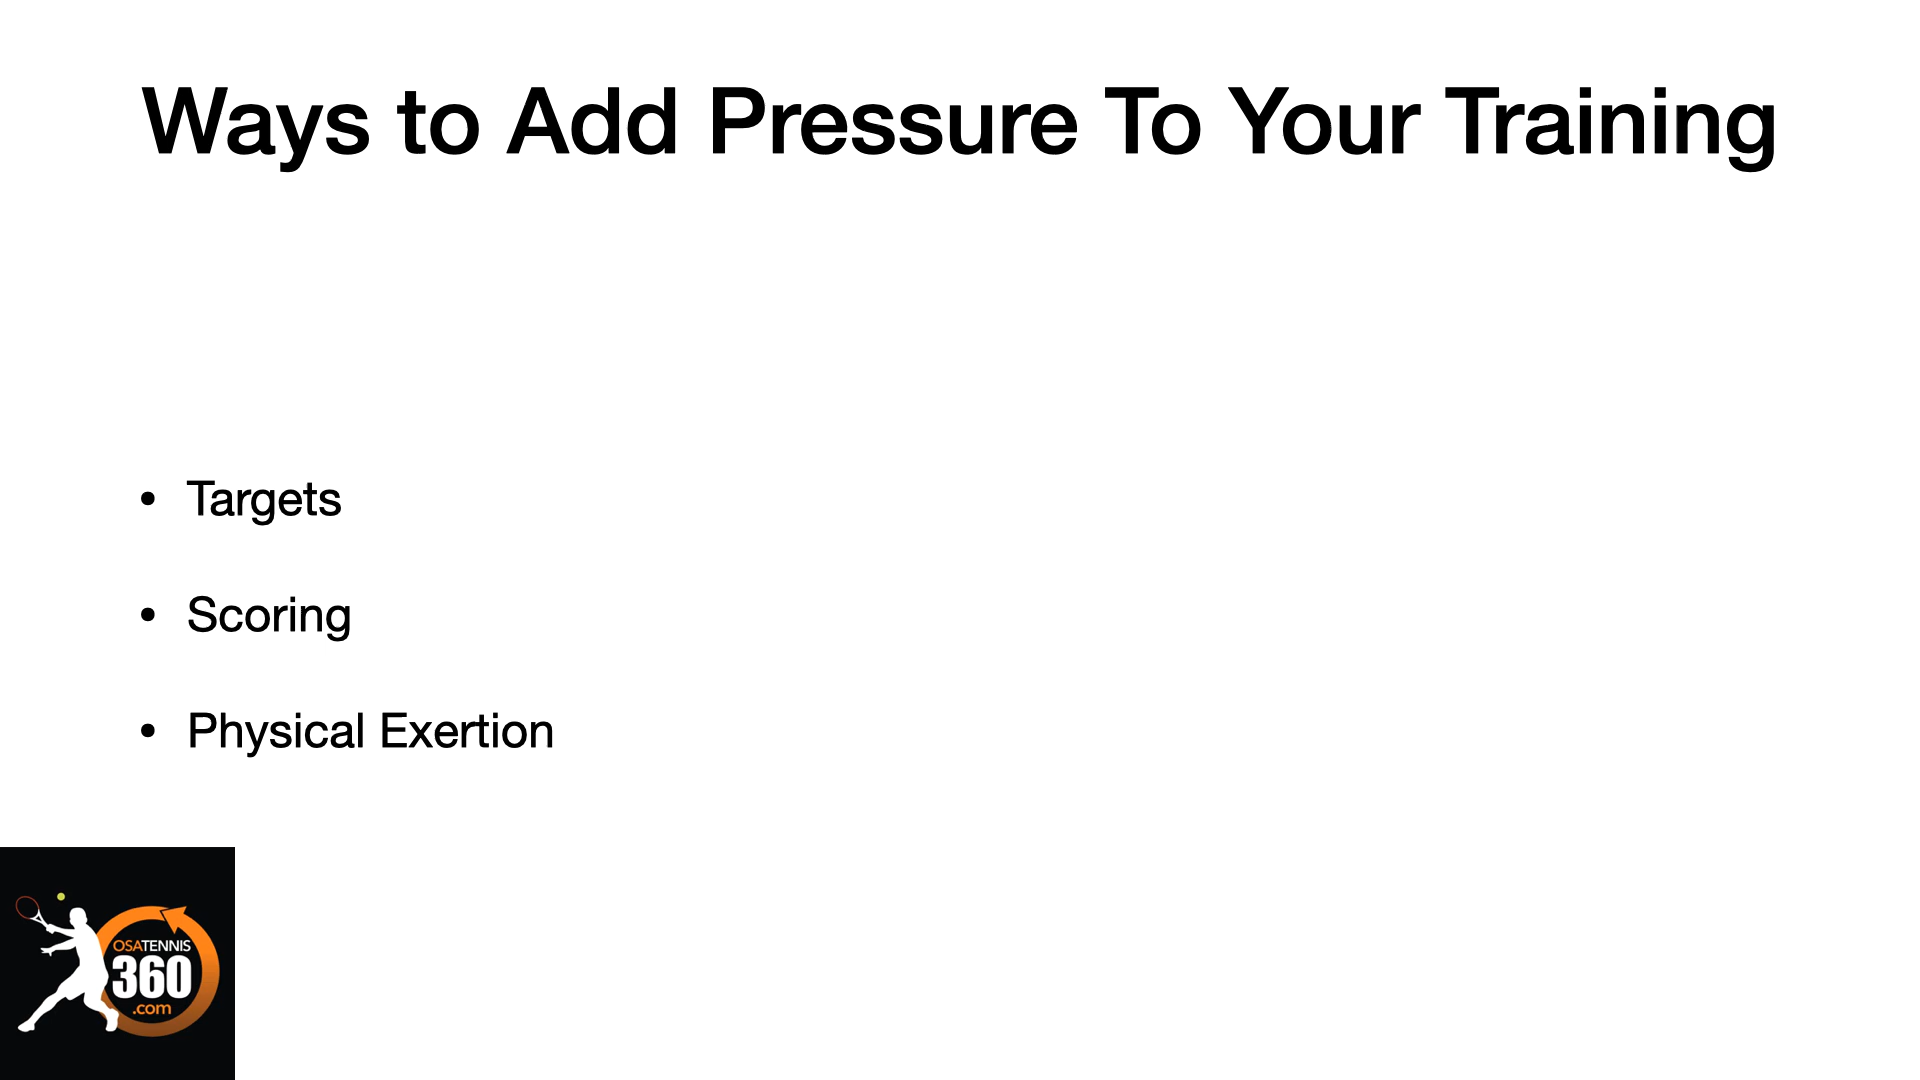 Ways to Add Pressure To Your Training
• Targets
• Scoring
• Physical Exertion
OSATENNIS
360
.com